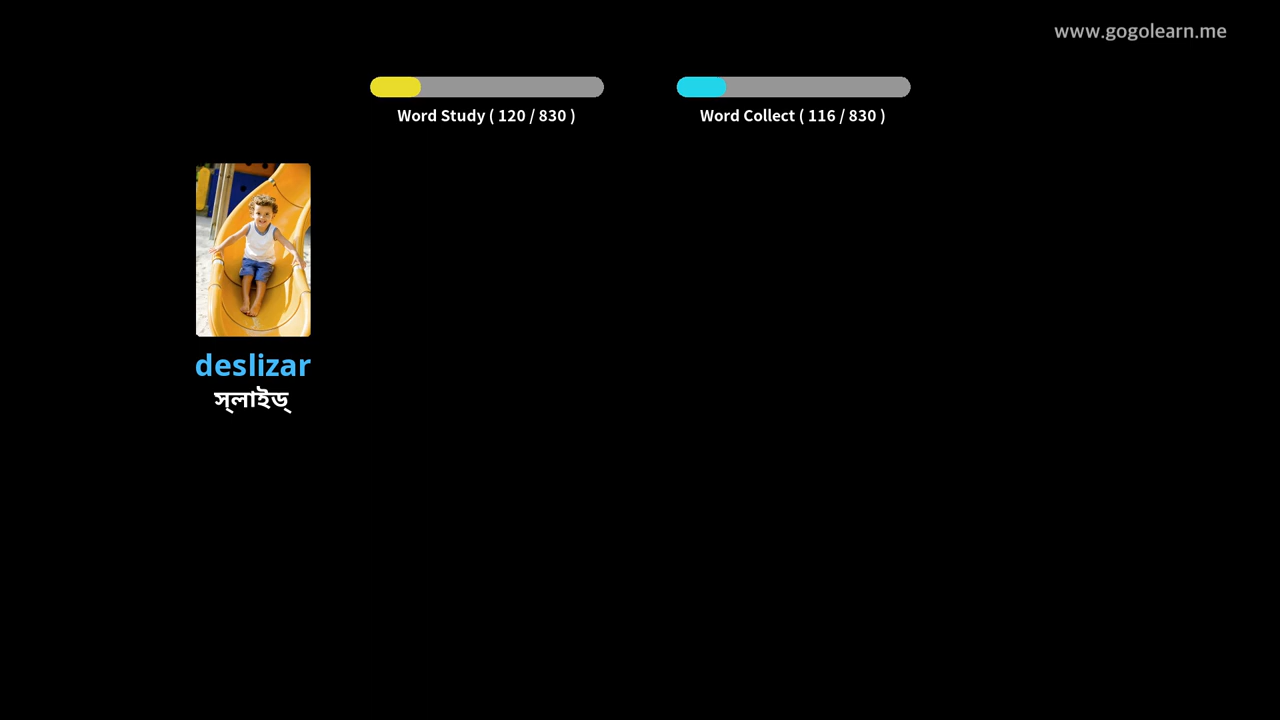 www.gogolearn.me
Word Study ( 120 / 830 )
Word Collect ( 116 / 830 )
deslizar
স্লাইড্